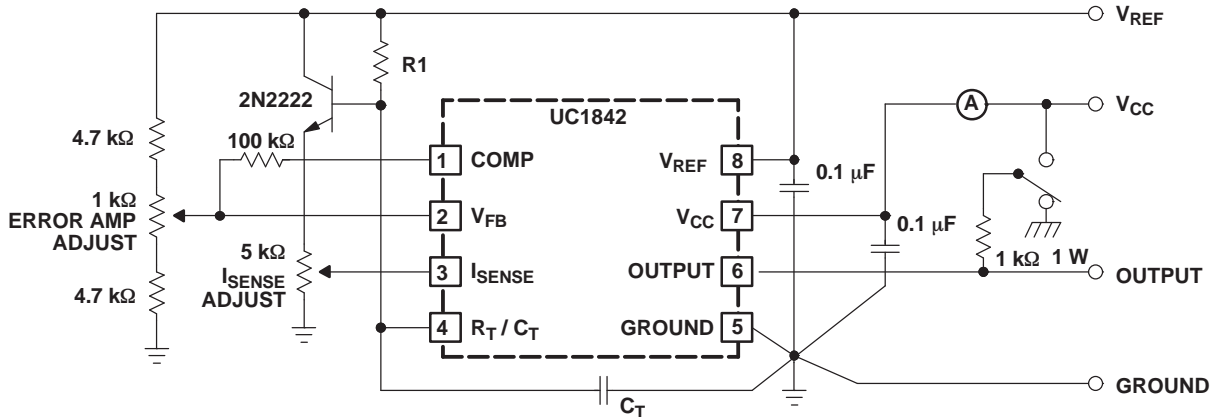 V_REF
R1
2N2222
UC1842
A
V_CC
4.7 kΩ
100 kΩ
1 COMP
V_REF 8
0.1 μF
1 kΩ
ERROR AMP
ADJUST
2 V_FB
V_CC 7
0.1 μF
5 kΩ
I_SENSE
ADJUST
3 I_SENSE
OUTPUT 6
1 kΩ 1 W
OUTPUT
4.7 kΩ
4 R_T / C_T
GROUND 5
C_T
GROUND